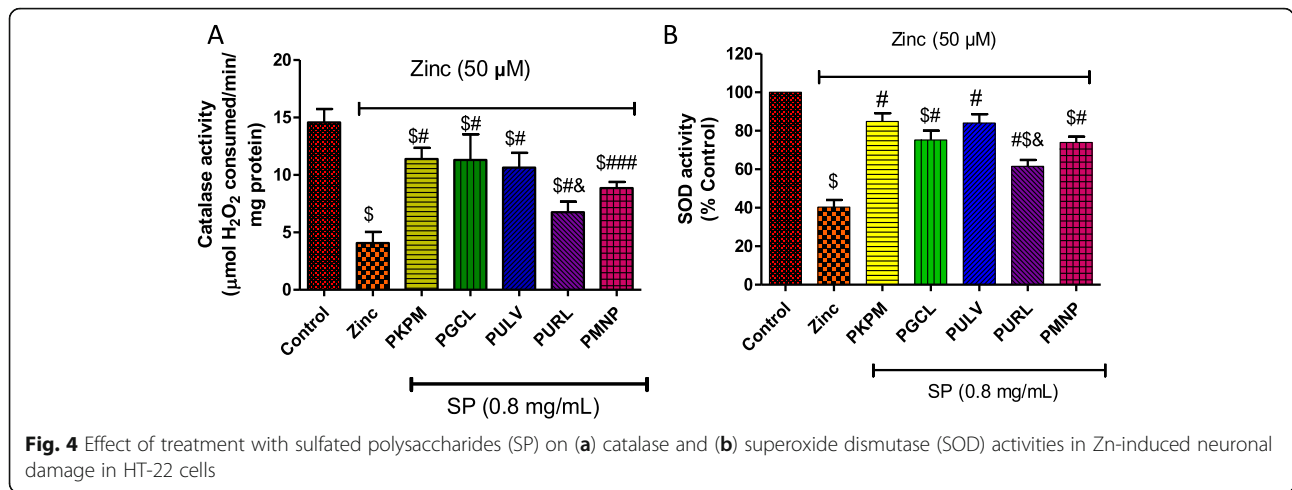 A
Catalase activity
(μmol H₂O₂ consumed/min/
mg protein)
20
15
10
5
0
Zinc (50 μM)
$
$#
$#
$#
$#&
$###
Control
Zinc
PKPM
PGCL
PULV
PURL
PMNP
SP (0.8 mg/mL)
B
SOD activity
(% Control)
120
100
80
60
40
20
0
Zinc (50 μM)
$
#
$#
#
#$&
$#
Control
Zinc
PKPM
PGCL
PULV
PURL
PMNP
SP (0.8 mg/mL)
Fig. 4 Effect of treatment with sulfated polysaccharides (SP) on (a) catalase and (b) superoxide dismutase (SOD) activities in Zn-induced neuronal
damage in HT-22 cells